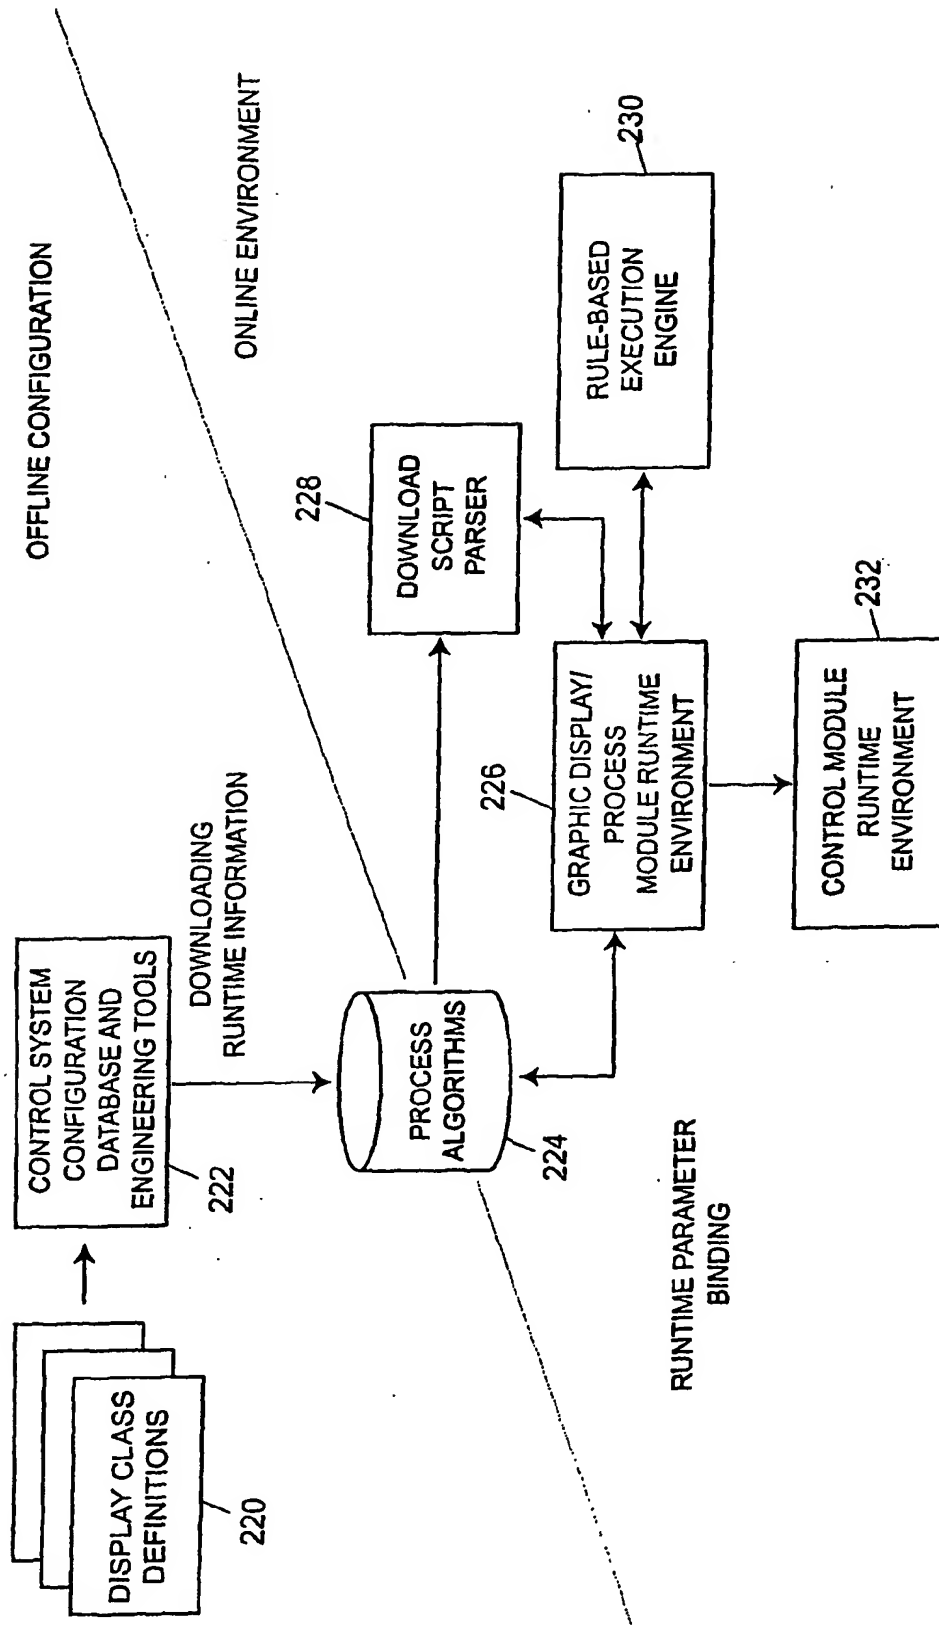 OFFLINE CONFIGURATION
ONLINE ENVIRONMENT
DISPLAY CLASS
DEFINITIONS
220
CONTROL SYSTEM
CONFIGURATION
DATABASE AND
ENGINEERING TOOLS
222
DOWNLOADING
RUNTIME INFORMATION
PROCESS
ALGORITHMS
224
RUNTIME PARAMETER
BINDING
228
DOWNLOAD
SCRIPT
PARSER
226
GRAPHIC DISPLAY/
PROCESS
MODULE RUNTIME
ENVIRONMENT
230
RULE-BASED
EXECUTION
ENGINE
232
CONTROL MODULE
RUNTIME
ENVIRONMENT